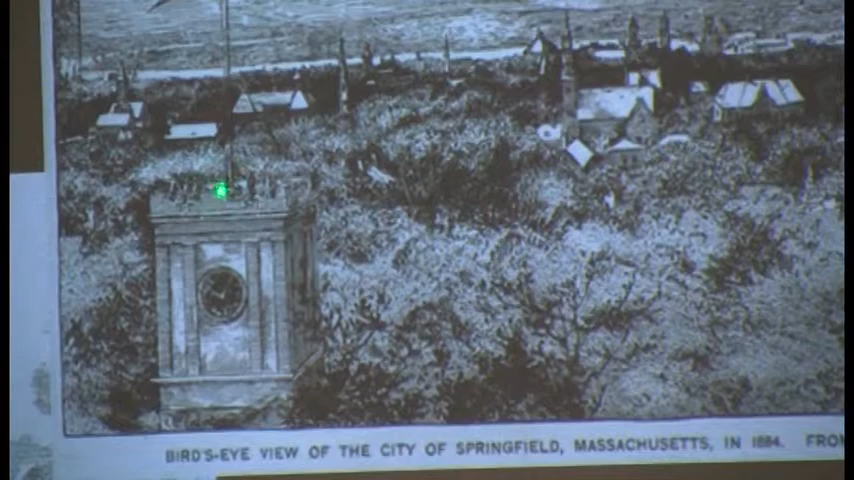 BIRD'S-EYE VIEW OF THE CITY OF SPRINGFIELD, MASSACHUSETTS, IN 1884. FROM